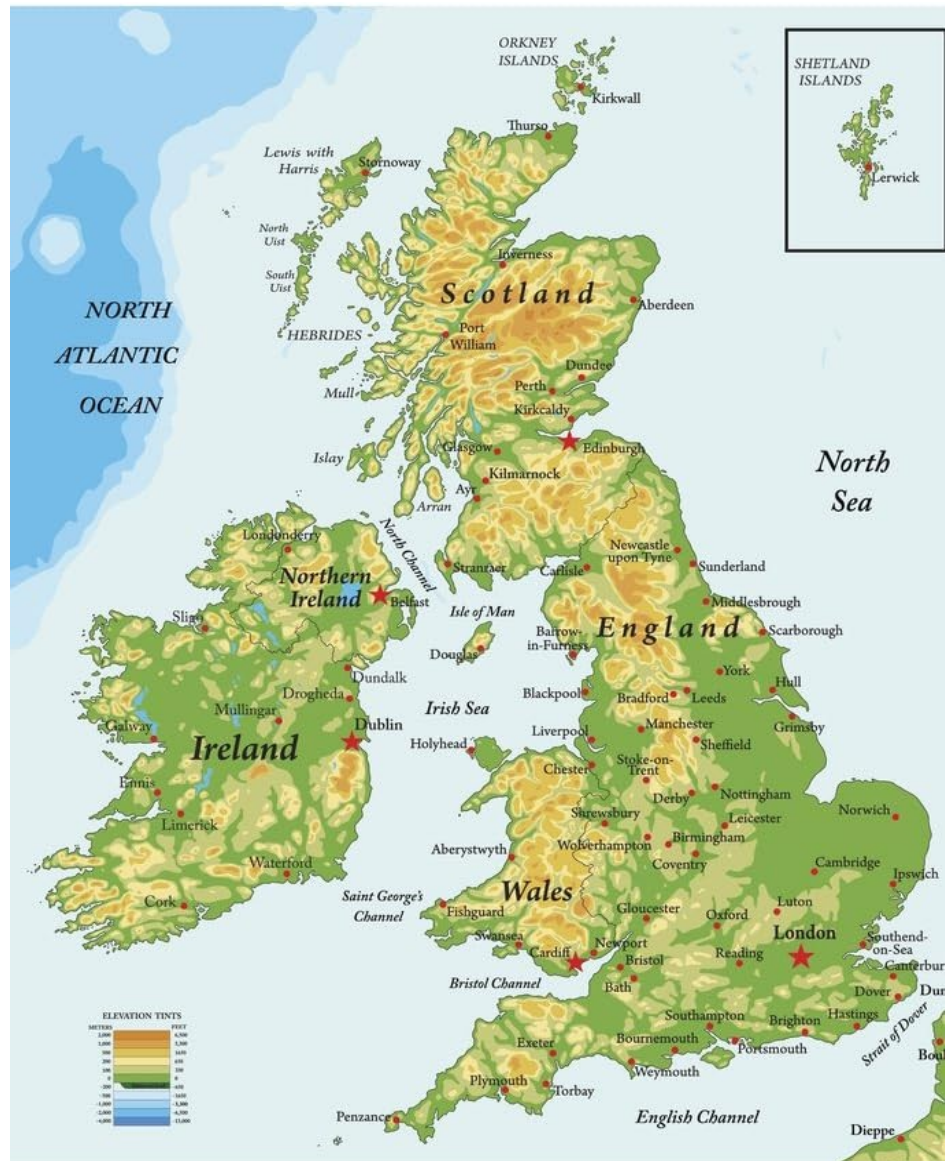 ORKNEY
ISLANDS
Kirkwall
Thurso
SHETLAND
ISLANDS
Lerwick
Lewis with
Harris
Stornoway
North
Uist
South
Uist
HEBRIDES
Inverness
Scotland
Aberdeen
Port
William
NORTH
ATLANTIC
OCEAN
Mull
Dundee
Perth
Kirkcaldy
Edinburgh
Glasgow
Islay
Kilmarnock
Ayr
Arran
North
Sea
North Channel
Londonderry
Northern
Ireland
Belfast
Stranraer
Carlisle
Newcastle
upon Tyne
Sunderland
Isle of Man
Middlesbrough
Sligo
England
Scarborough
Douglas
Barrow-
in-Furness
Dundalk
York
Drogheda
Blackpool
Bradford
Leeds
Hull
Mullingar
Irish Sea
Galway
Dublin
Grimsby
Ireland
Holyhead
Liverpool
Manchester
Sheffield
Chester
Stoke-on-
Trent
Ennis
Derby
Nottingham
Limerick
Norwich
Shrewsbury
Leicester
Wolverhampton
Birmingham
Coventry
Aberystwyth
Waterford
Cambridge
Ipswich
Wales
Saint George's
Channel
Cork
Fishguard
Gloucester
Oxford
Luton
London
Swansea
Cardiff
Newport
Bristol
Reading
Southend-
on-Sea
Canterbur
Bristol Channel
Bath
Dover
Dun
Strait of Dover
ELEVATION TINTS
METERS
FEET
Southampton
Brighton
Hastings
Exeter
Bournemouth
Portsmouth
Weymouth
Boul
Plymouth
Torbay
Penzance
English Channel
Dieppe